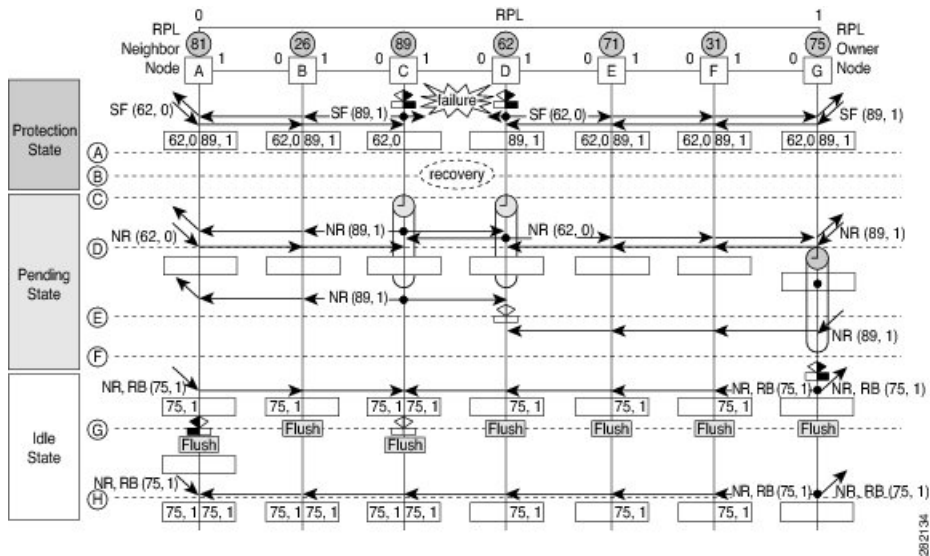 0 RPL 1
RPL Neighbor Node
81 26 89 62 71 31 75
RPL Owner Node
0 1 0 1 0 1 0 1 0 1 0 1
A B C D E F G
Protection State
SF (62, 0) SF (89, 1) failure SF (62, 0) SF (89, 1)
62,0 89, 1 62,0 89, 1 62,0 89, 1 62,0 89, 1 62,0 89, 1 62,0 89, 1
A
B recovery
C
Pending State
NR (62, 0) NR (89, 1) NR (62, 0) NR (89, 1)
D
NR (89, 1)
E
NR (89, 1)
F
Idle State
NR, RB (75, 1) NR, RB (75, 1) NR, RB (75, 1)
75, 1 75, 1 75, 1 75, 1 75, 1 75, 1 75, 1
G
Flush Flush Flush Flush Flush Flush Flush
NR, RB (75, 1) NR, RB (75, 1) NR, RB (75, 1)
H
75, 1 75, 1 75, 1 75, 1 75, 1 75, 1 75, 1 75, 1
282134